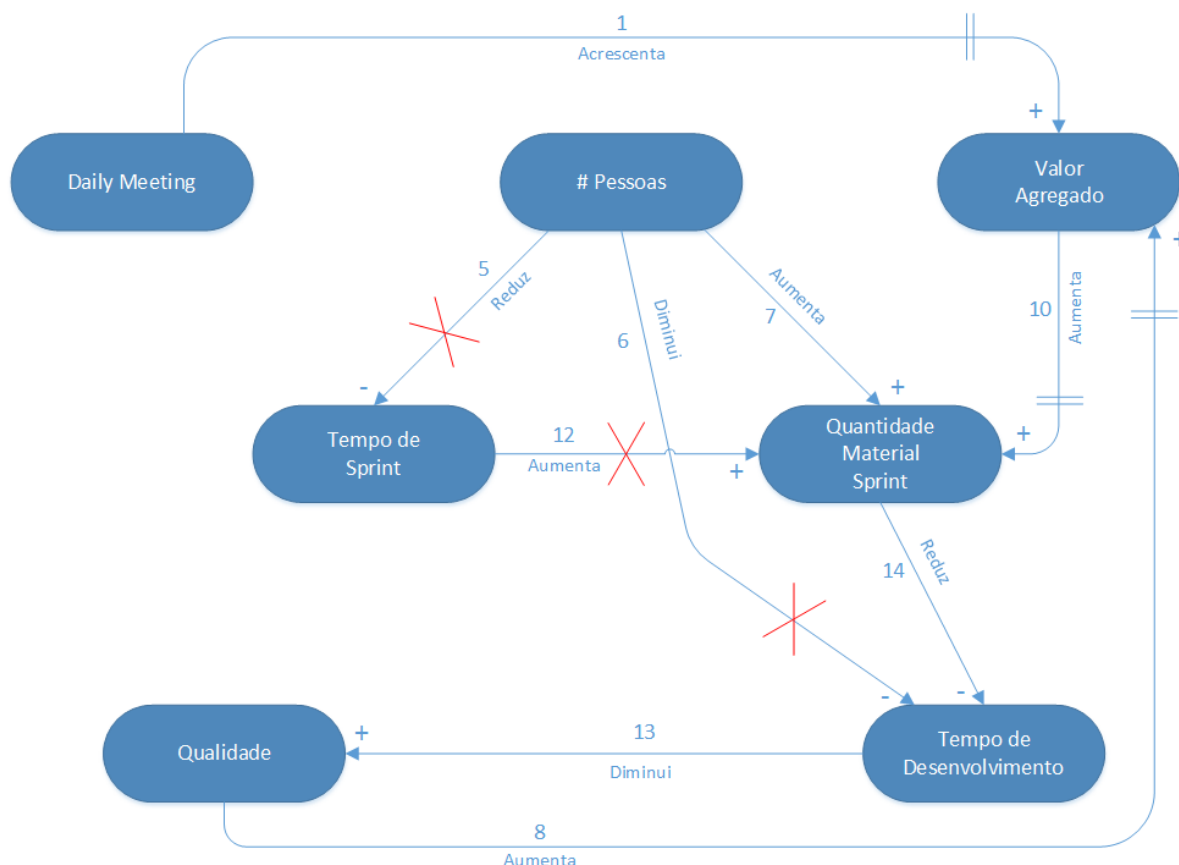 1
Acrescenta
+
Daily Meeting
# Pessoas
Valor
Agregado
+
5
Reduz
6
Diminui
Aumenta
7
10
Aumenta
-
+
Tempo de
Sprint
12
Aumenta
+
Quantidade
Material
Sprint
+
14
Reduz
-
-
Qualidade
+
13
Diminui
Tempo de
Desenvolvimento
8
Aumenta